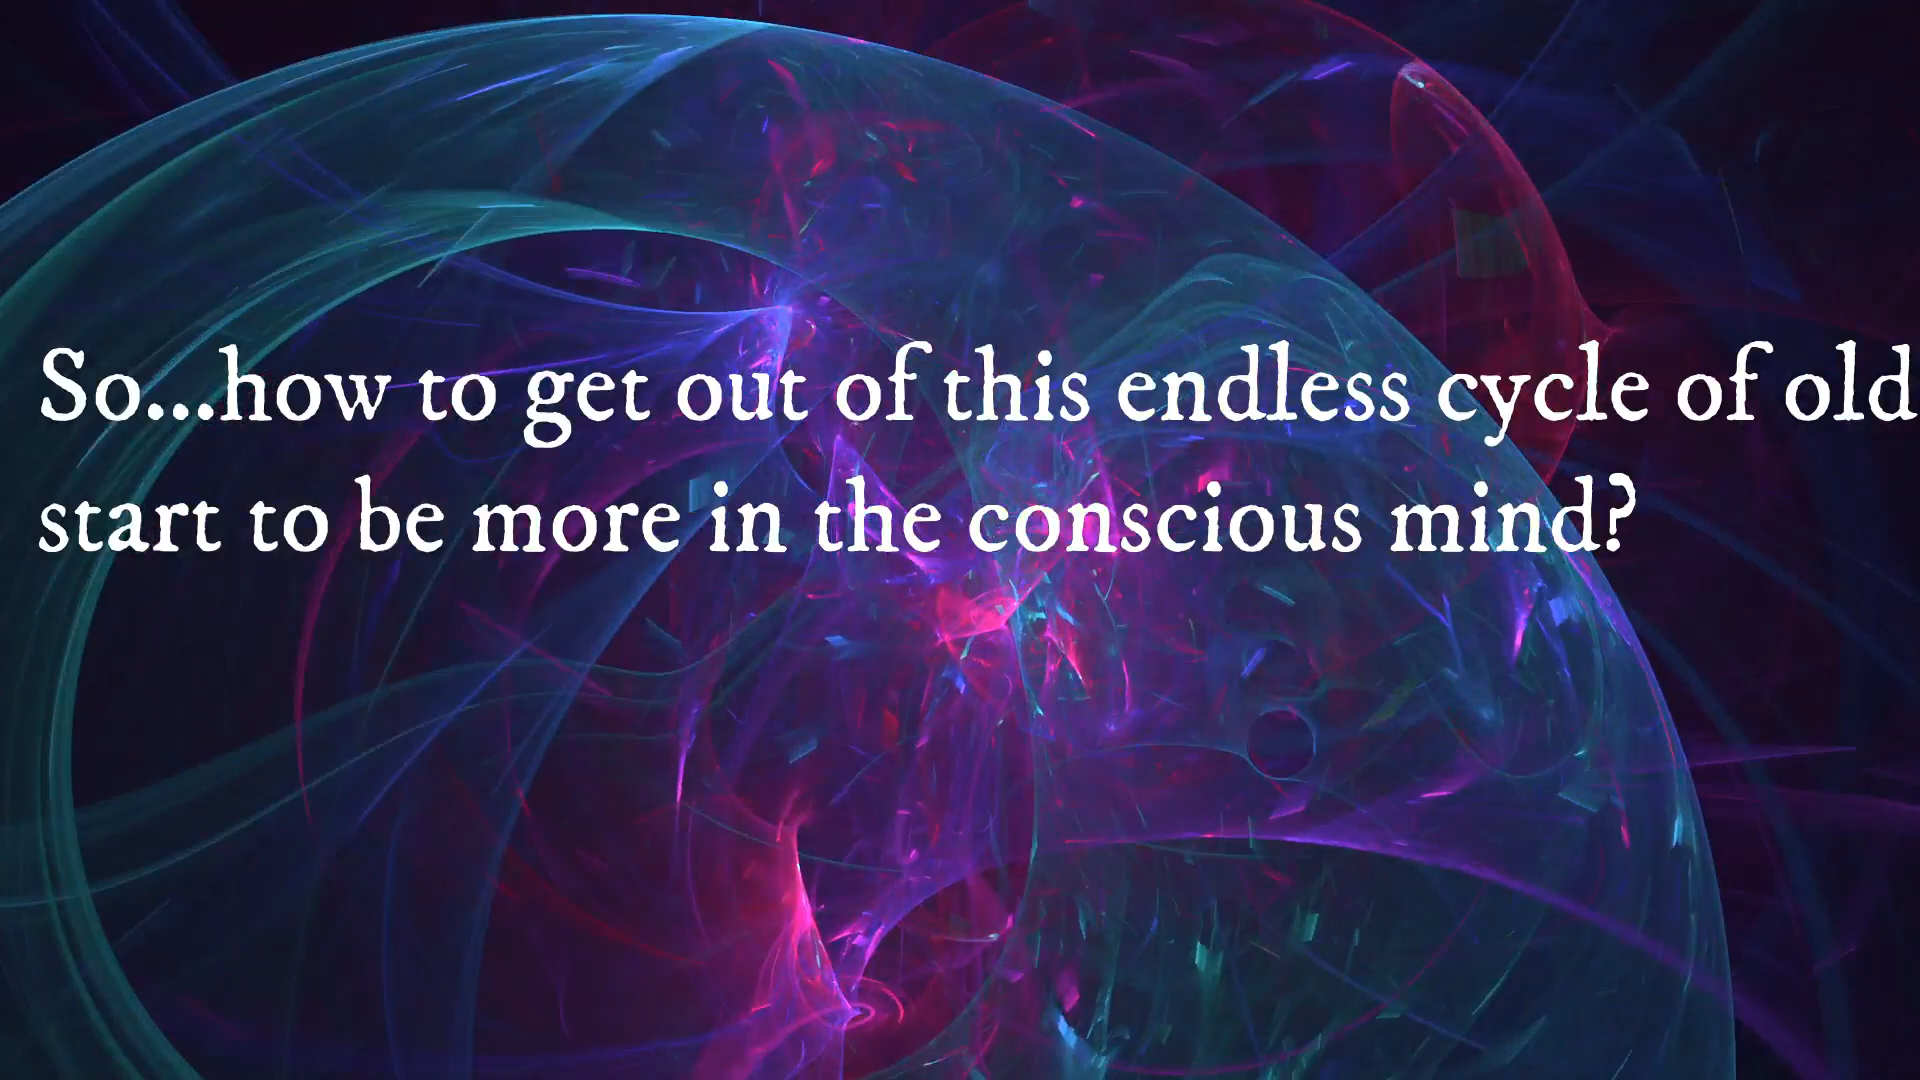 So...how to get out of this endless cycle of old
start to be more in the conscious mind?